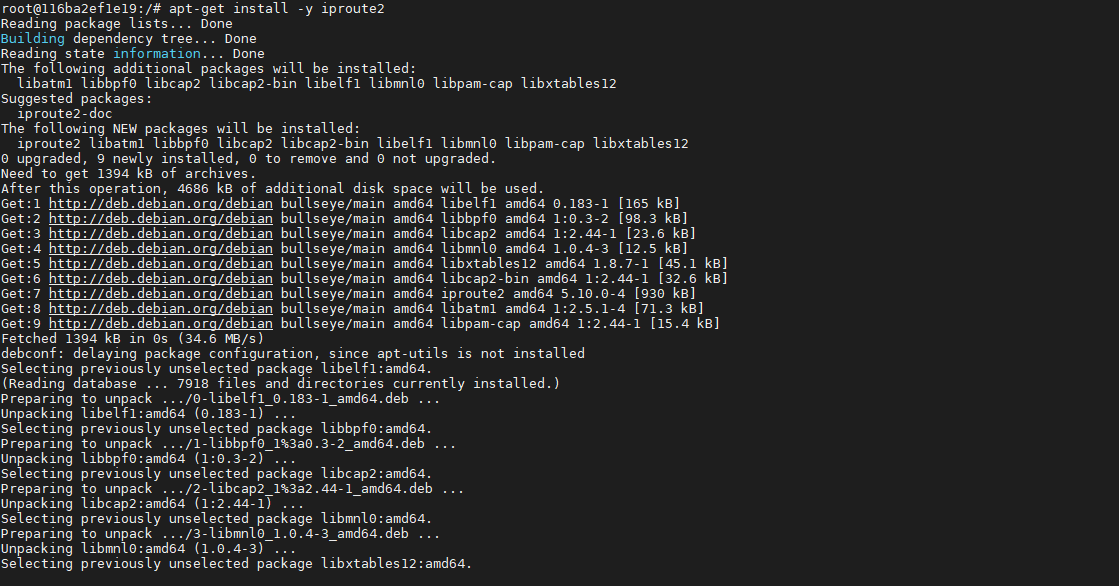 root@116ba2ef1e19:/# apt-get install -y iproute2
Reading package lists... Done
Building dependency tree... Done
Reading state information... Done
The following additional packages will be installed:
  libatm1 libbpf0 libcap2 libcap2-bin libelf1 libmnl0 libpam-cap libxtables12
Suggested packages:
  iproute2-doc
The following NEW packages will be installed:
  iproute2 libatm1 libbpf0 libcap2 libcap2-bin libelf1 libmnl0 libpam-cap libxtables12
0 upgraded, 9 newly installed, 0 to remove and 0 not upgraded.
Need to get 1394 kB of archives.
After this operation, 4686 kB of additional disk space will be used.
Get:1 http://deb.debian.org/debian bullseye/main amd64 libelf1 amd64 0.183-1 [165 kB]
Get:2 http://deb.debian.org/debian bullseye/main amd64 libbpf0 amd64 1:0.3-2 [98.3 kB]
Get:3 http://deb.debian.org/debian bullseye/main amd64 libcap2 amd64 1:2.44-1 [23.6 kB]
Get:4 http://deb.debian.org/debian bullseye/main amd64 libmnl0 amd64 1.0.4-3 [12.5 kB]
Get:5 http://deb.debian.org/debian bullseye/main amd64 libxtables12 amd64 1.8.7-1 [45.1 kB]
Get:6 http://deb.debian.org/debian bullseye/main amd64 libcap2-bin amd64 1:2.44-1 [32.6 kB]
Get:7 http://deb.debian.org/debian bullseye/main amd64 iproute2 amd64 5.10.0-4 [930 kB]
Get:8 http://deb.debian.org/debian bullseye/main amd64 libatm1 amd64 1:2.5.1-4 [71.3 kB]
Get:9 http://deb.debian.org/debian bullseye/main amd64 libpam-cap amd64 1:2.44-1 [15.4 kB]
Fetched 1394 kB in 0s (34.6 MB/s)
debconf: delaying package configuration, since apt-utils is not installed
Selecting previously unselected package libelf1:amd64.
(Reading database ... 7918 files and directories currently installed.)
Preparing to unpack .../0-libelf1_0.183-1_amd64.deb ...
Unpacking libelf1:amd64 (0.183-1) ...
Selecting previously unselected package libbpf0:amd64.
Preparing to unpack .../1-libbpf0_1%3a0.3-2_amd64.deb ...
Unpacking libbpf0:amd64 (1:0.3-2) ...
Selecting previously unselected package libcap2:amd64.
Preparing to unpack .../2-libcap2_1%3a2.44-1_amd64.deb ...
Unpacking libcap2:amd64 (1:2.44-1) ...
Selecting previously unselected package libmnl0:amd64.
Preparing to unpack .../3-libmnl0_1.0.4-3_amd64.deb ...
Unpacking libmnl0:amd64 (1.0.4-3) ...
Selecting previously unselected package libxtables12:amd64.